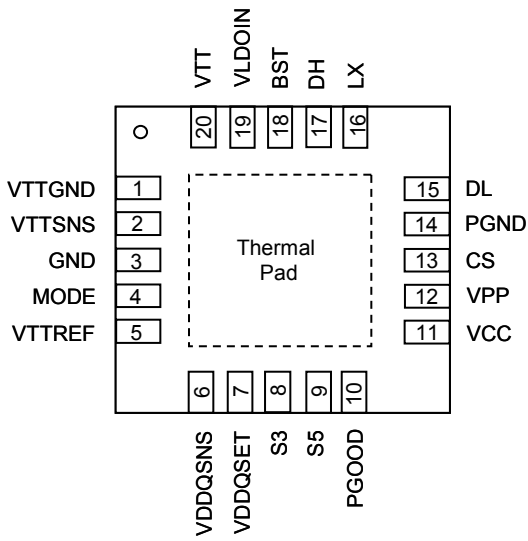 VTT
VLDOIN
BST
DH
LX
20
19
18
17
16
VTTGND 1
VTTSNS 2
GND 3
MODE 4
VTTREF 5
Thermal
Pad
15 DL
14 PGND
13 CS
12 VPP
11 VCC
6
7
8
9
10
VDDQSNS
VDDQSET
S3
S5
PGOOD